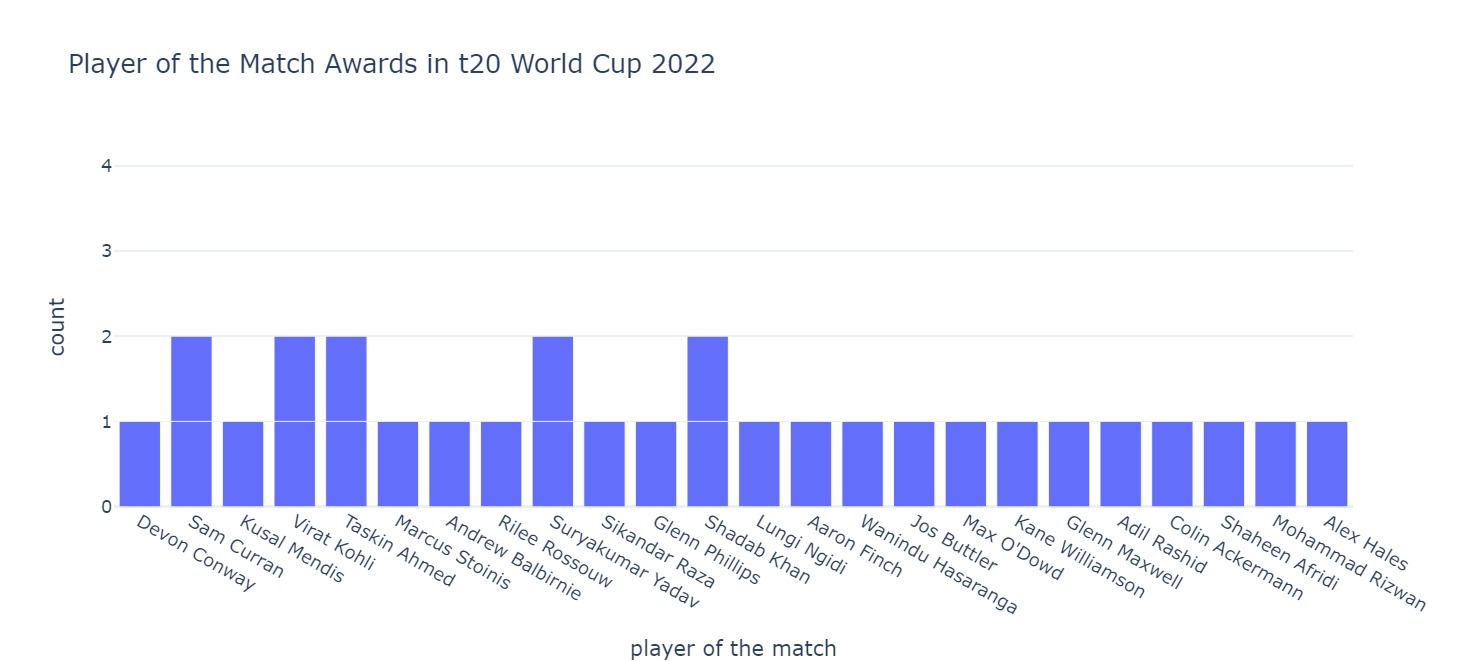 Player of the Match Awards in t20 World Cup 2022
4
3
2
1
0
count
Devon Conway
Sam Curran
Kusal Mendis
Virat Kohli
Taskin Ahmed
Marcus Stoinis
Andrew Balbirnie
Rilee Rossouw
Suryakumar Yadav
Sikandar Raza
Glenn Phillips
Shadab Khan
Lungi Ngidi
Aaron Finch
Wanindu Hasaranga
Jos Buttler
Max O'Dowd
Kane Williamson
Glenn Maxwell
Adil Rashid
Colin Ackermann
Shaheen Afridi
Mohammad Rizwan
Alex Hales
player of the match